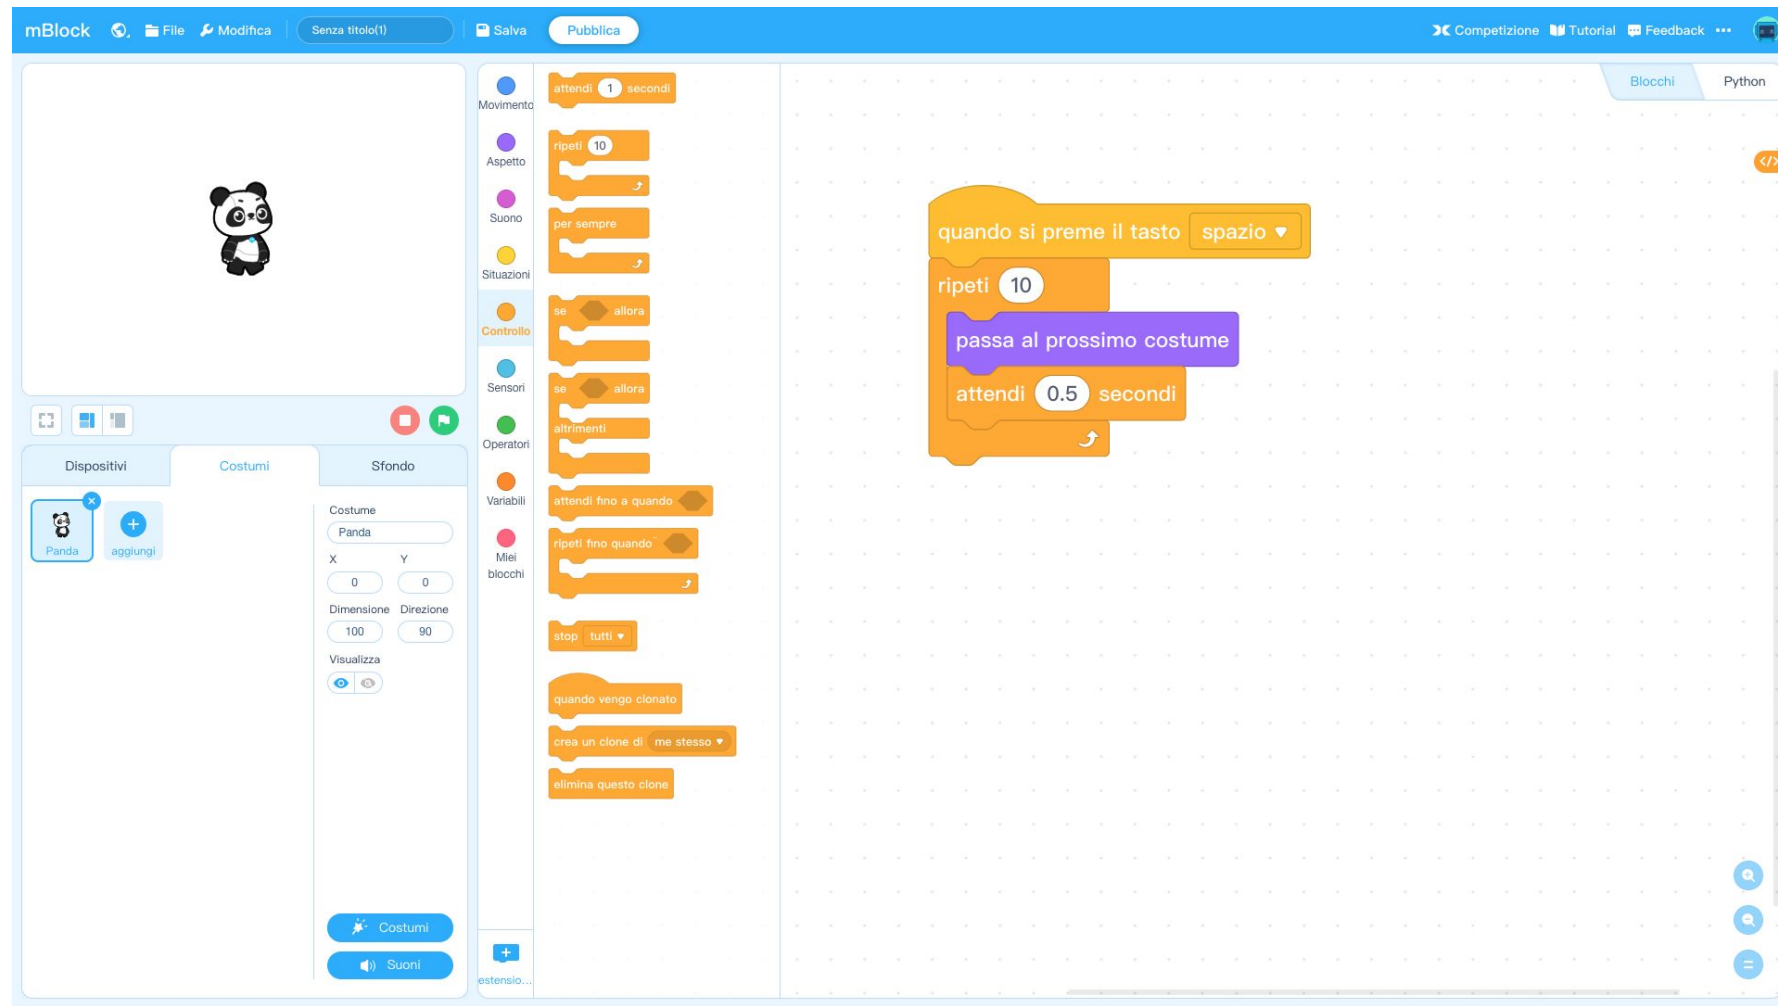 mBlock File Modifica Senza titolo(1) Salva Pubblica Competizione Tutorial Feedback
Blocchi Python
Movimento
Aspetto
Suono
Situazioni
Controllo
Sensori
Operatori
Variabili
Miei
blocchi
estensio...
attendi 1 secondi
ripeti 10
per sempre
se allora
se allora
altrimenti
attendi fino a quando
ripeti fino quando`
stop tutti
quando vengo clonato
crea un clone di me stesso
elimina questo clone
quando si preme il tasto spazio
ripeti 10
passa al prossimo costume
attendi 0.5 secondi
Dispositivi Costumi Sfondo
Panda
aggiungi
Costume
Panda
X Y
0 0
Dimensione Direzione
100 90
Visualizza
Costumi
Suoni